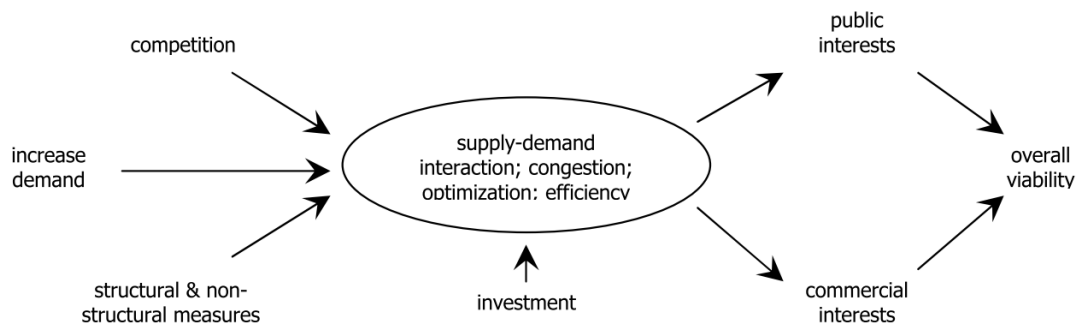 competition
increase
demand
structural & non-
structural measures
supply-demand
interaction; congestion;
optimization; efficiency
investment
public
interests
commercial
interests
overall
viability